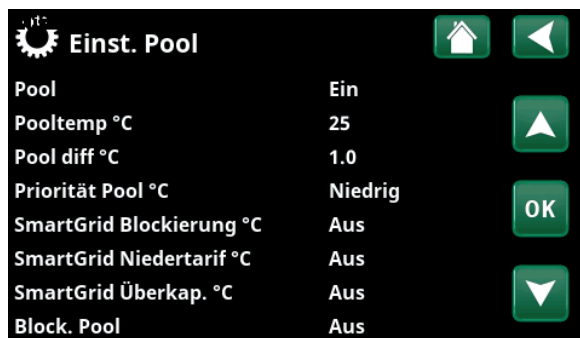 Einst. Pool
Pool Ein
Pooltemp °C 25
Pool diff °C 1.0
Priorität Pool °C Niedrig
SmartGrid Blockierung °C Aus
OK
SmartGrid Niedertarif °C Aus
SmartGrid Überkap. °C Aus
Block. Pool Aus